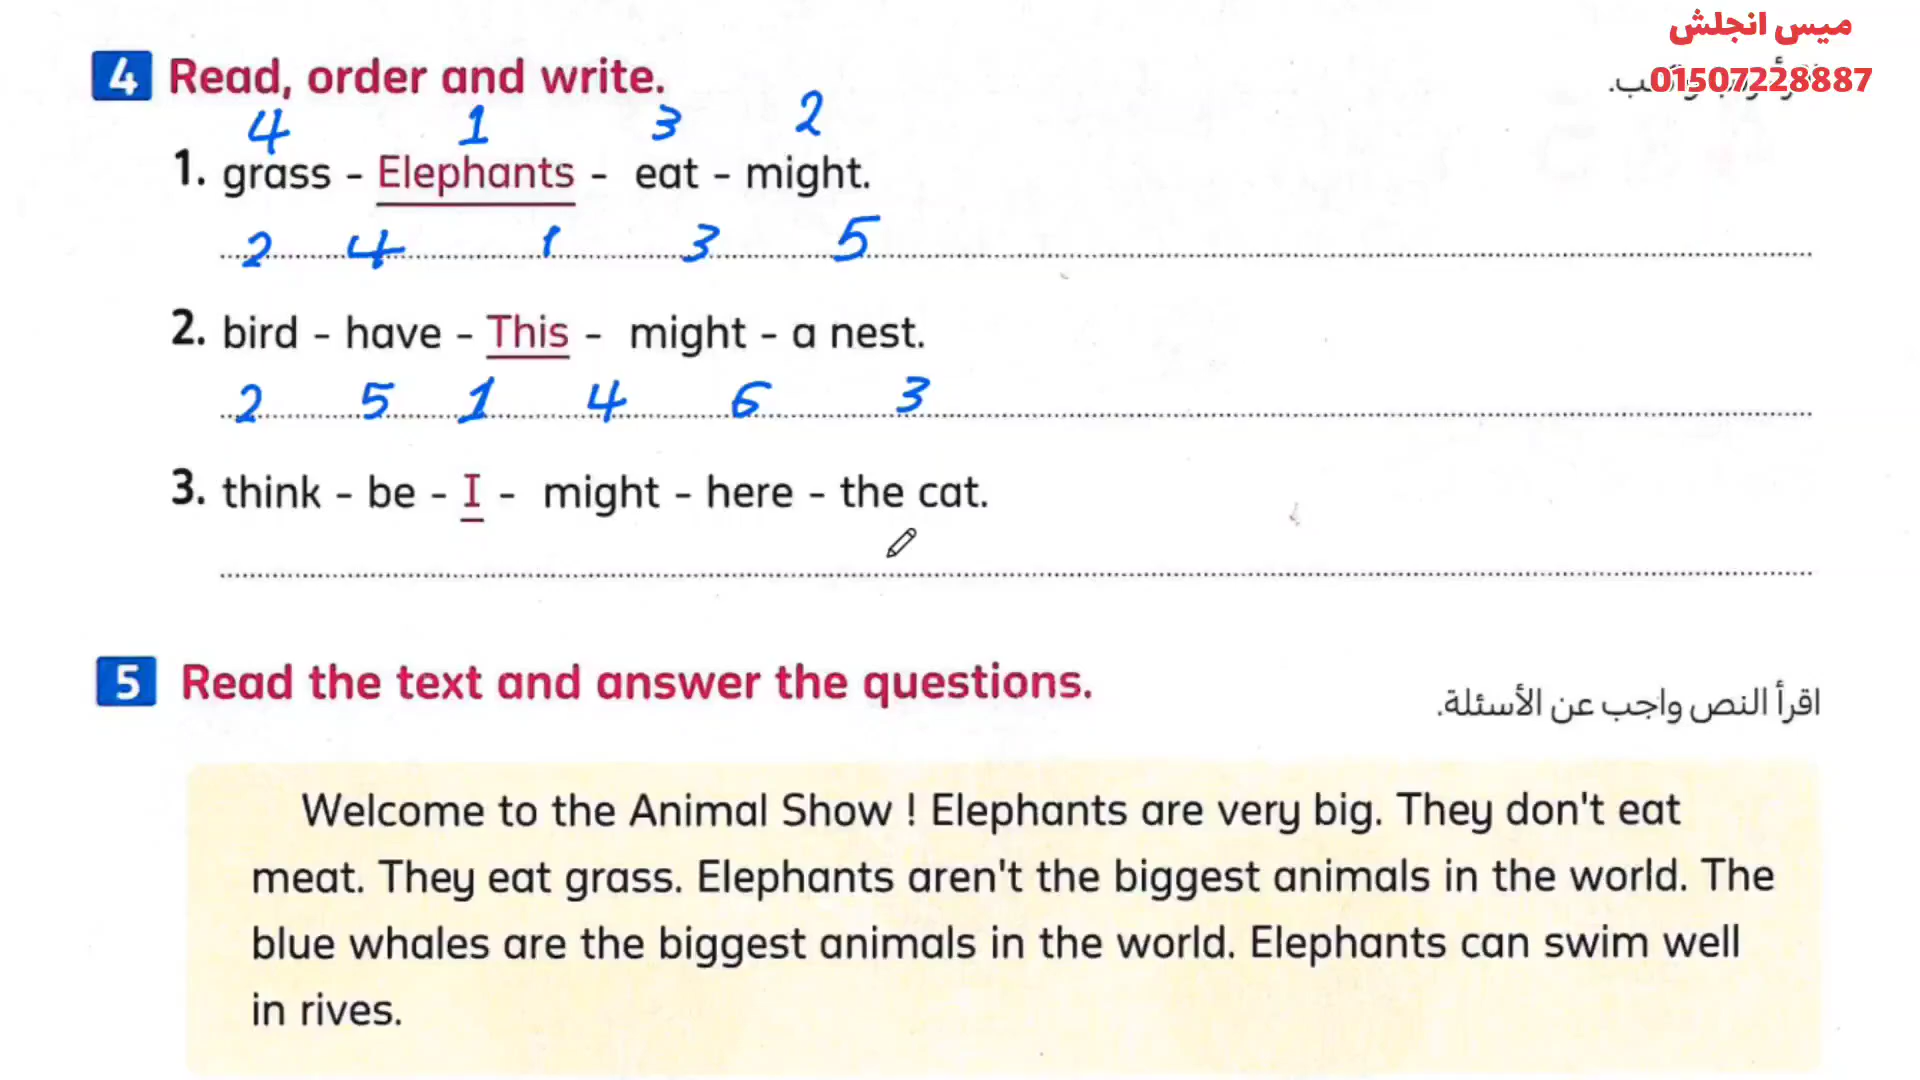 ميس انجلش
01507228887
4 Read, order and write.
4 1 3 2
1. grass - Elephants - eat - might.
2 4 1 3 5
2. bird - have - This - might - a nest.
2 5 1 4 6 3
3. think - be - I - might - here - the cat.
5 Read the text and answer the questions.
اقرأ النص واجب عن الأسئلة.
Welcome to the Animal Show ! Elephants are very big. They don't eat
meat. They eat grass. Elephants aren't the biggest animals in the world. The
blue whales are the biggest animals in the world. Elephants can swim well
in rives.